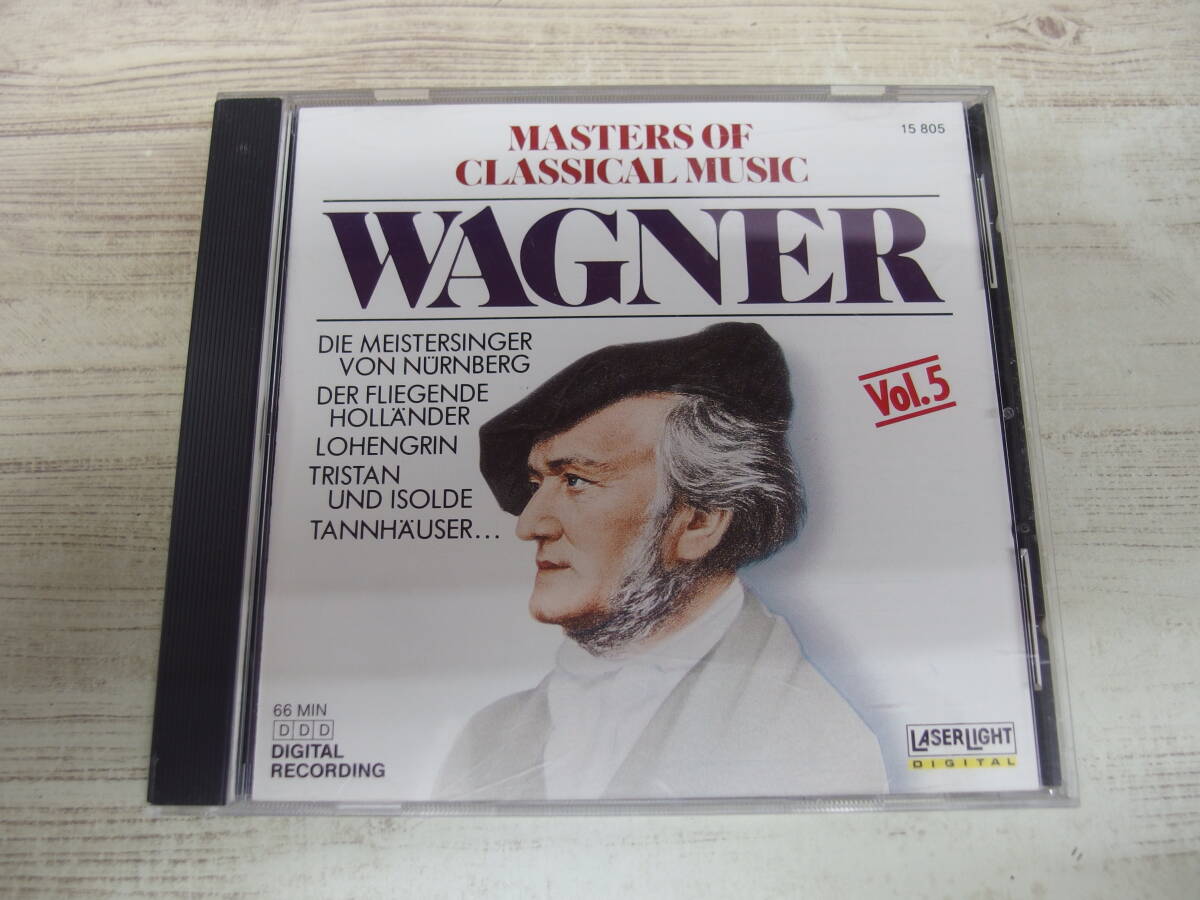 MASTERS OF
CLASSICAL MUSIC
15 805
WAGNER
DIE MEISTERSINGER
VON NÜRNBERG
DER FLIEGENDE
HOLLÄNDER
LOHENGRIN
TRISTAN
UND ISOLDE
TANNHÄUSER...
Vol.5
66 MIN
DDD
DIGITAL
RECORDING
LASERLIGHT
DIGITAL